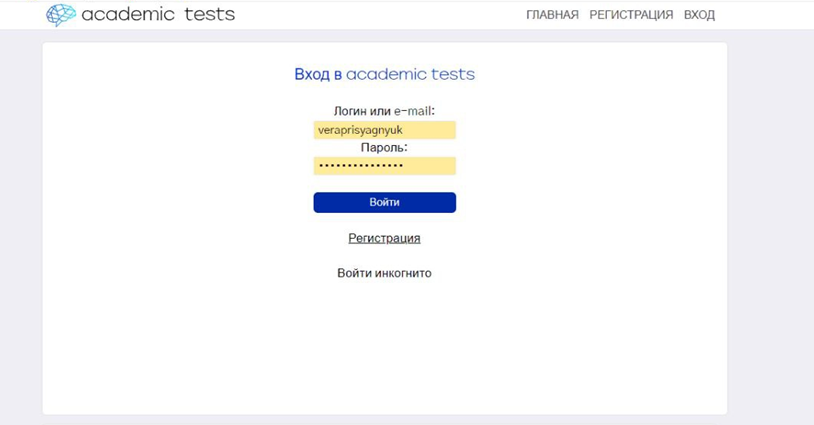 academic tests
ГЛАВНАЯ РЕГИСТРАЦИЯ ВХОД
Вход в academic tests
Логин или e-mail:
veraprisyagnyuk
Пароль:
•••••••••••••••
Войти
Регистрация
Войти инкогнито